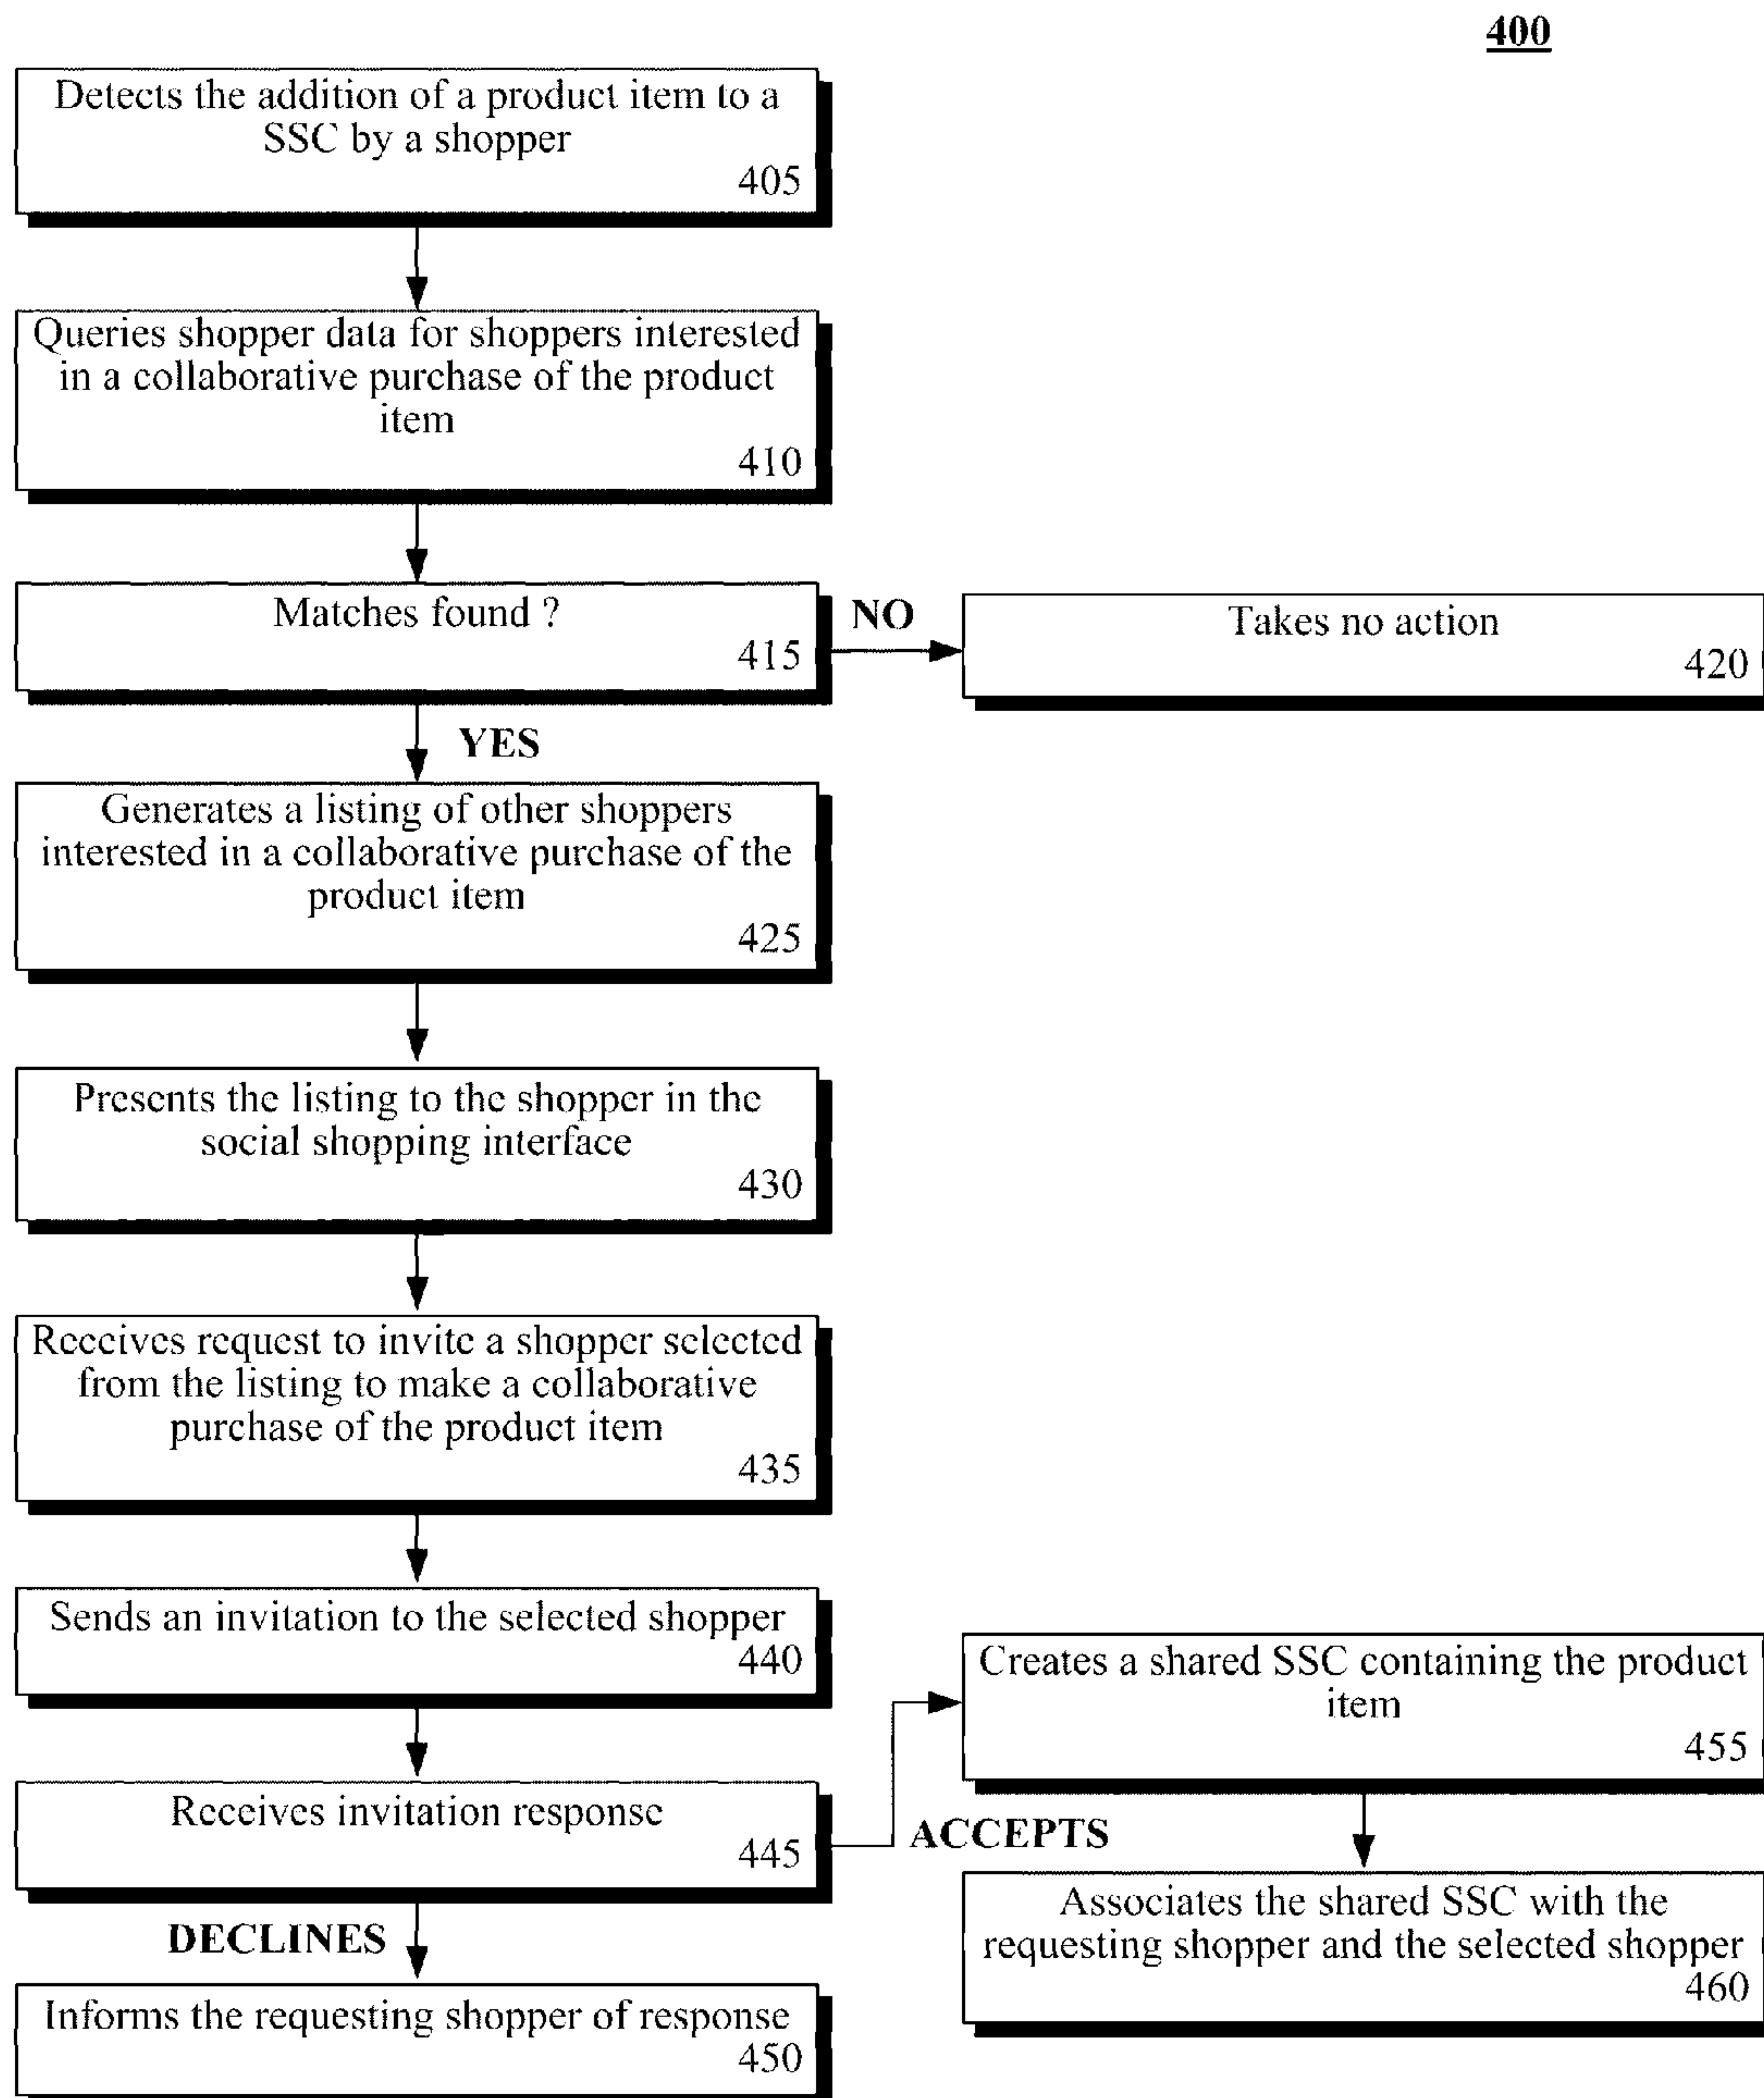 400
Detects the addition of a product item to a
SSC by a shopper
405
Queries shopper data for shoppers interested
in a collaborative purchase of the product
item
410
Matches found ?
415
NO
Takes no action
420
YES
Generates a listing of other shoppers
interested in a collaborative purchase of the
product item
425
Presents the listing to the shopper in the
social shopping interface
430
Receives request to invite a shopper selected
from the listing to make a collaborative
purchase of the product item
435
Sends an invitation to the selected shopper
440
Receives invitation response
445
ACCEPTS
Creates a shared SSC containing the product
item
455
Associates the shared SSC with the
requesting shopper and the selected shopper
460
DECLINES
Informs the requesting shopper of response
450